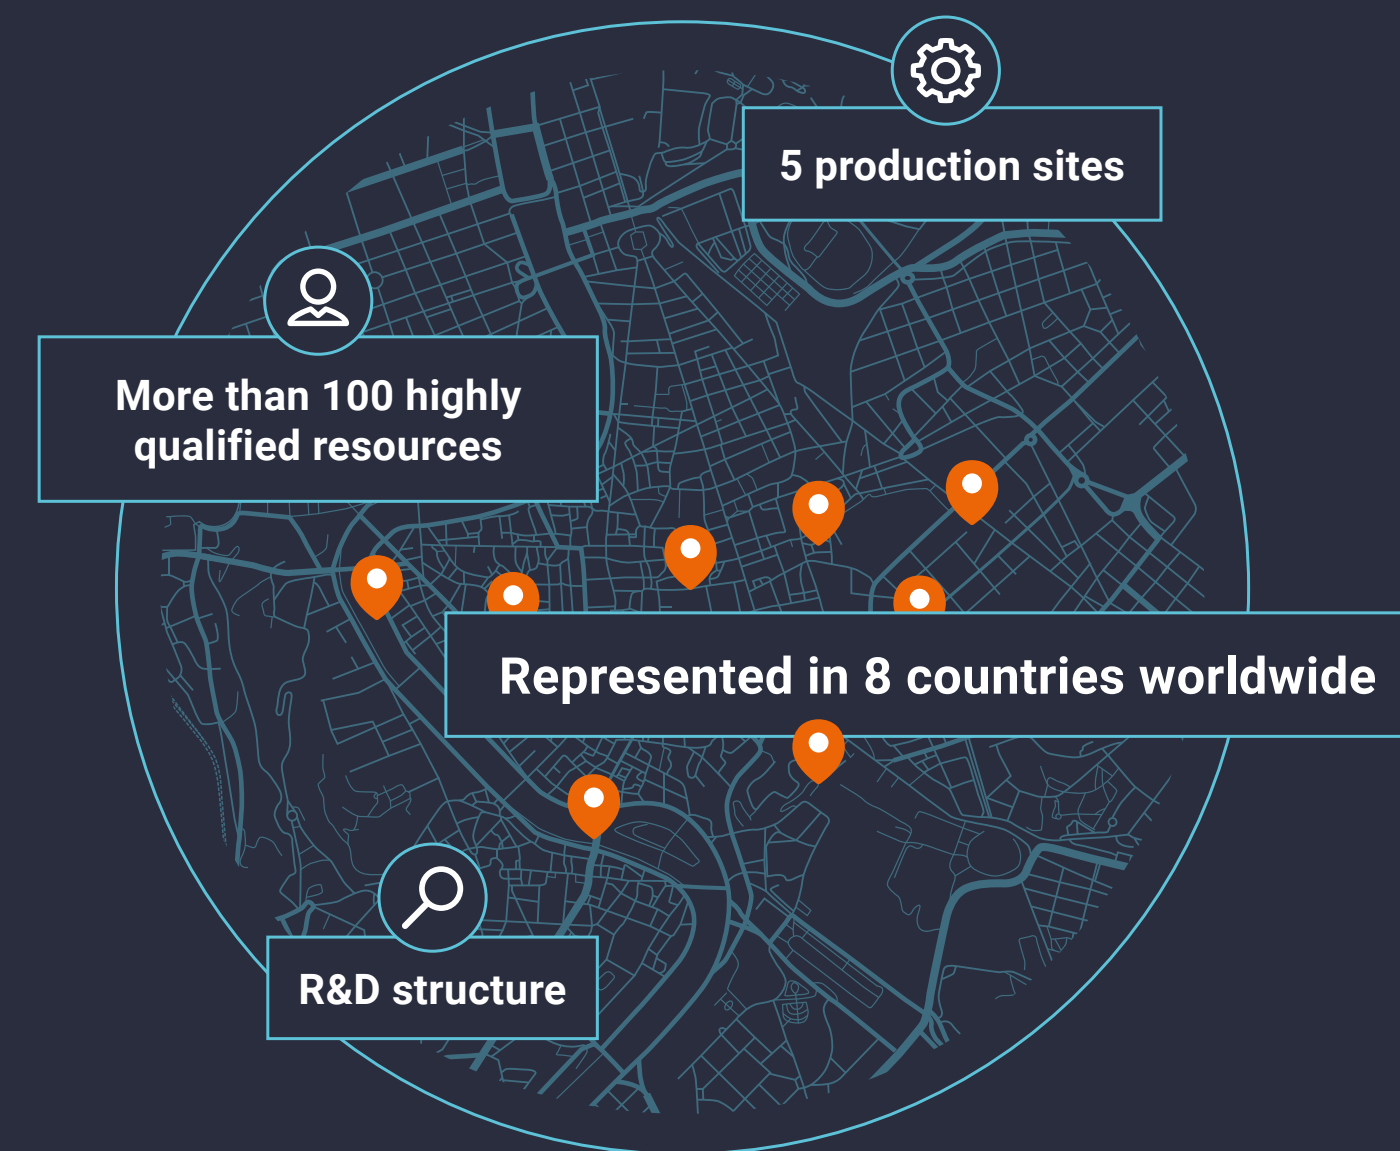 5 production sites
More than 100 highly
qualified resources
Represented in 8 countries worldwide
R&D structure